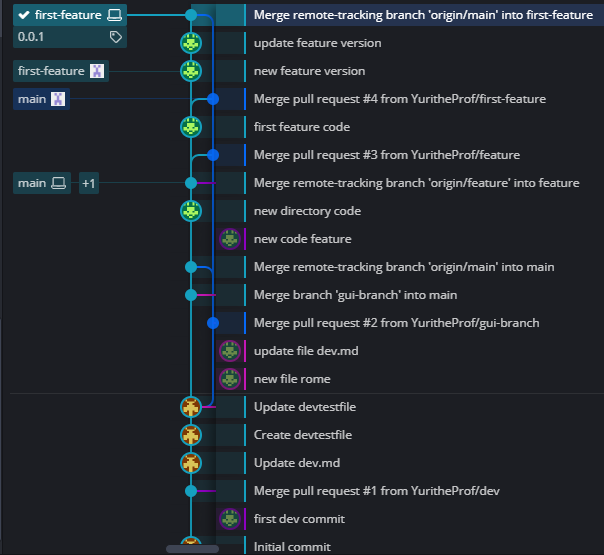 first-feature Merge remote-tracking branch 'origin/main' into first-feature
0.0.1 update feature version
first-feature new feature version
main Merge pull request #4 from YuritheProf/first-feature
first feature code
Merge pull request #3 from YuritheProf/feature
main +1 Merge remote-tracking branch 'origin/feature' into feature
new directory code
new code feature
Merge remote-tracking branch 'origin/main' into main
Merge branch 'gui-branch' into main
Merge pull request #2 from YuritheProf/gui-branch
update file dev.md
new file rome
Update devtestfile
Create devtestfile
Update dev.md
Merge pull request #1 from YuritheProf/dev
first dev commit
Initial commit